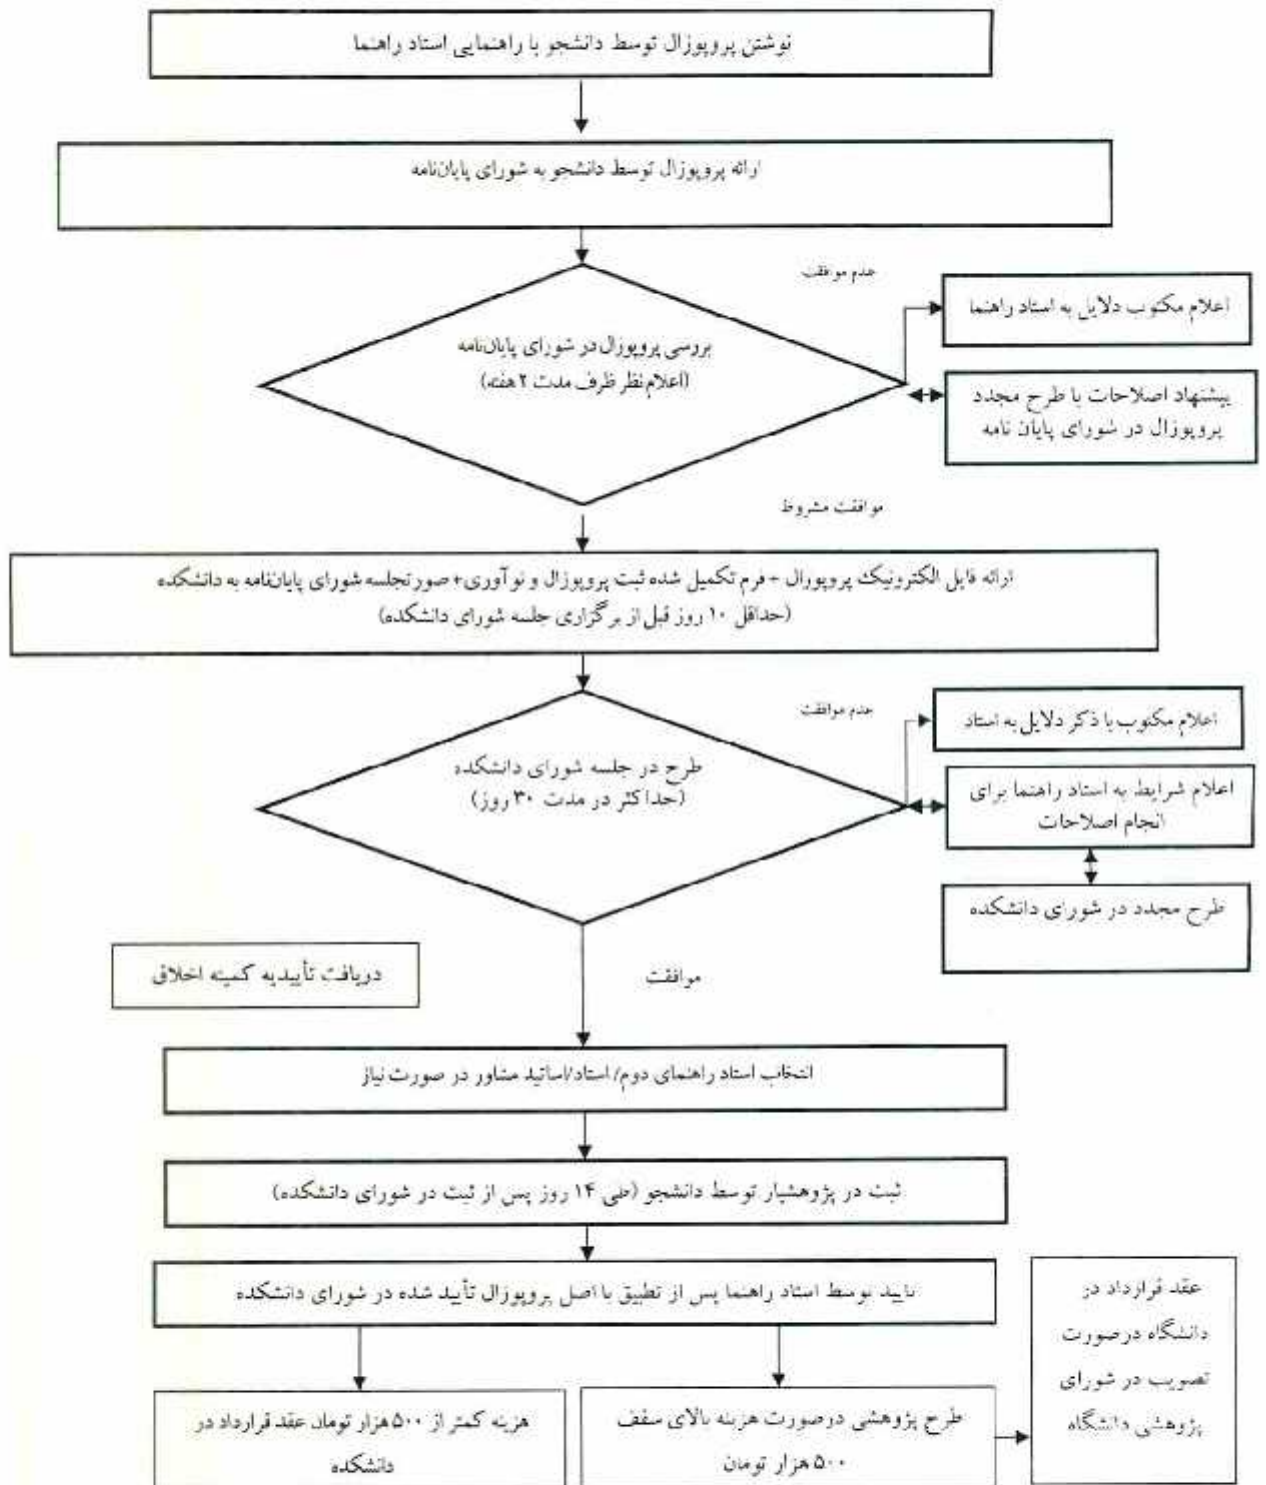 نوشتن پروپوزال توسط دانشجو با راهنمایی استاد راهنما
ارائه پروپوزال توسط دانشجو به شورای پایان‌نامه
عدم موافقت
اعلام مکتوب دلایل به استاد راهنما
بررسی پروپوزال در شورای پایان‌نامه
(اعلام نظر ظرف مدت ۲ هفته)
پیشنهاد اصلاحات یا طرح مجدد
پروپوزال در شورای پایان نامه
موافقت مشروط
ارائه فایل الکترونیک پروپوزال + فرم تکمیل شده ثبت پروپوزال و نوآوری+ صورتجلسه شورای پایان‌نامه به دانشکده
(حداقل ۱۰ روز قبل از برگزاری جلسه شورای دانشکده)
عدم موافقت
اعلام مکتوب با ذکر دلایل به استاد
طرح در جلسه شورای دانشکده
(حداکثر در مدت ۳۰ روز)
اعلام شرایط به استاد راهنما برای
انجام اصلاحات
طرح مجدد در شورای دانشکده
دریافت تأییدیه کمیته اخلاق
موافقت
انتخاب استاد راهنمای دوم/ استاد/اساتید مشاور در صورت نیاز
ثبت در پژوهشیار توسط دانشجو (طی ۱۴ روز پس از ثبت در شورای دانشکده)
تایید توسط استاد راهنما پس از تطبیق با اصل پروپوزال تأیید شده در شورای دانشکده
عقد قرارداد در
دانشگاه درصورت
تصویب در شورای
پژوهشی دانشگاه
طرح پژوهشی درصورت هزینه بالای سقف
۵۰۰ هزار تومان
هزینه کمتر از ۵۰۰ هزار تومان عقد قرارداد در
دانشکده